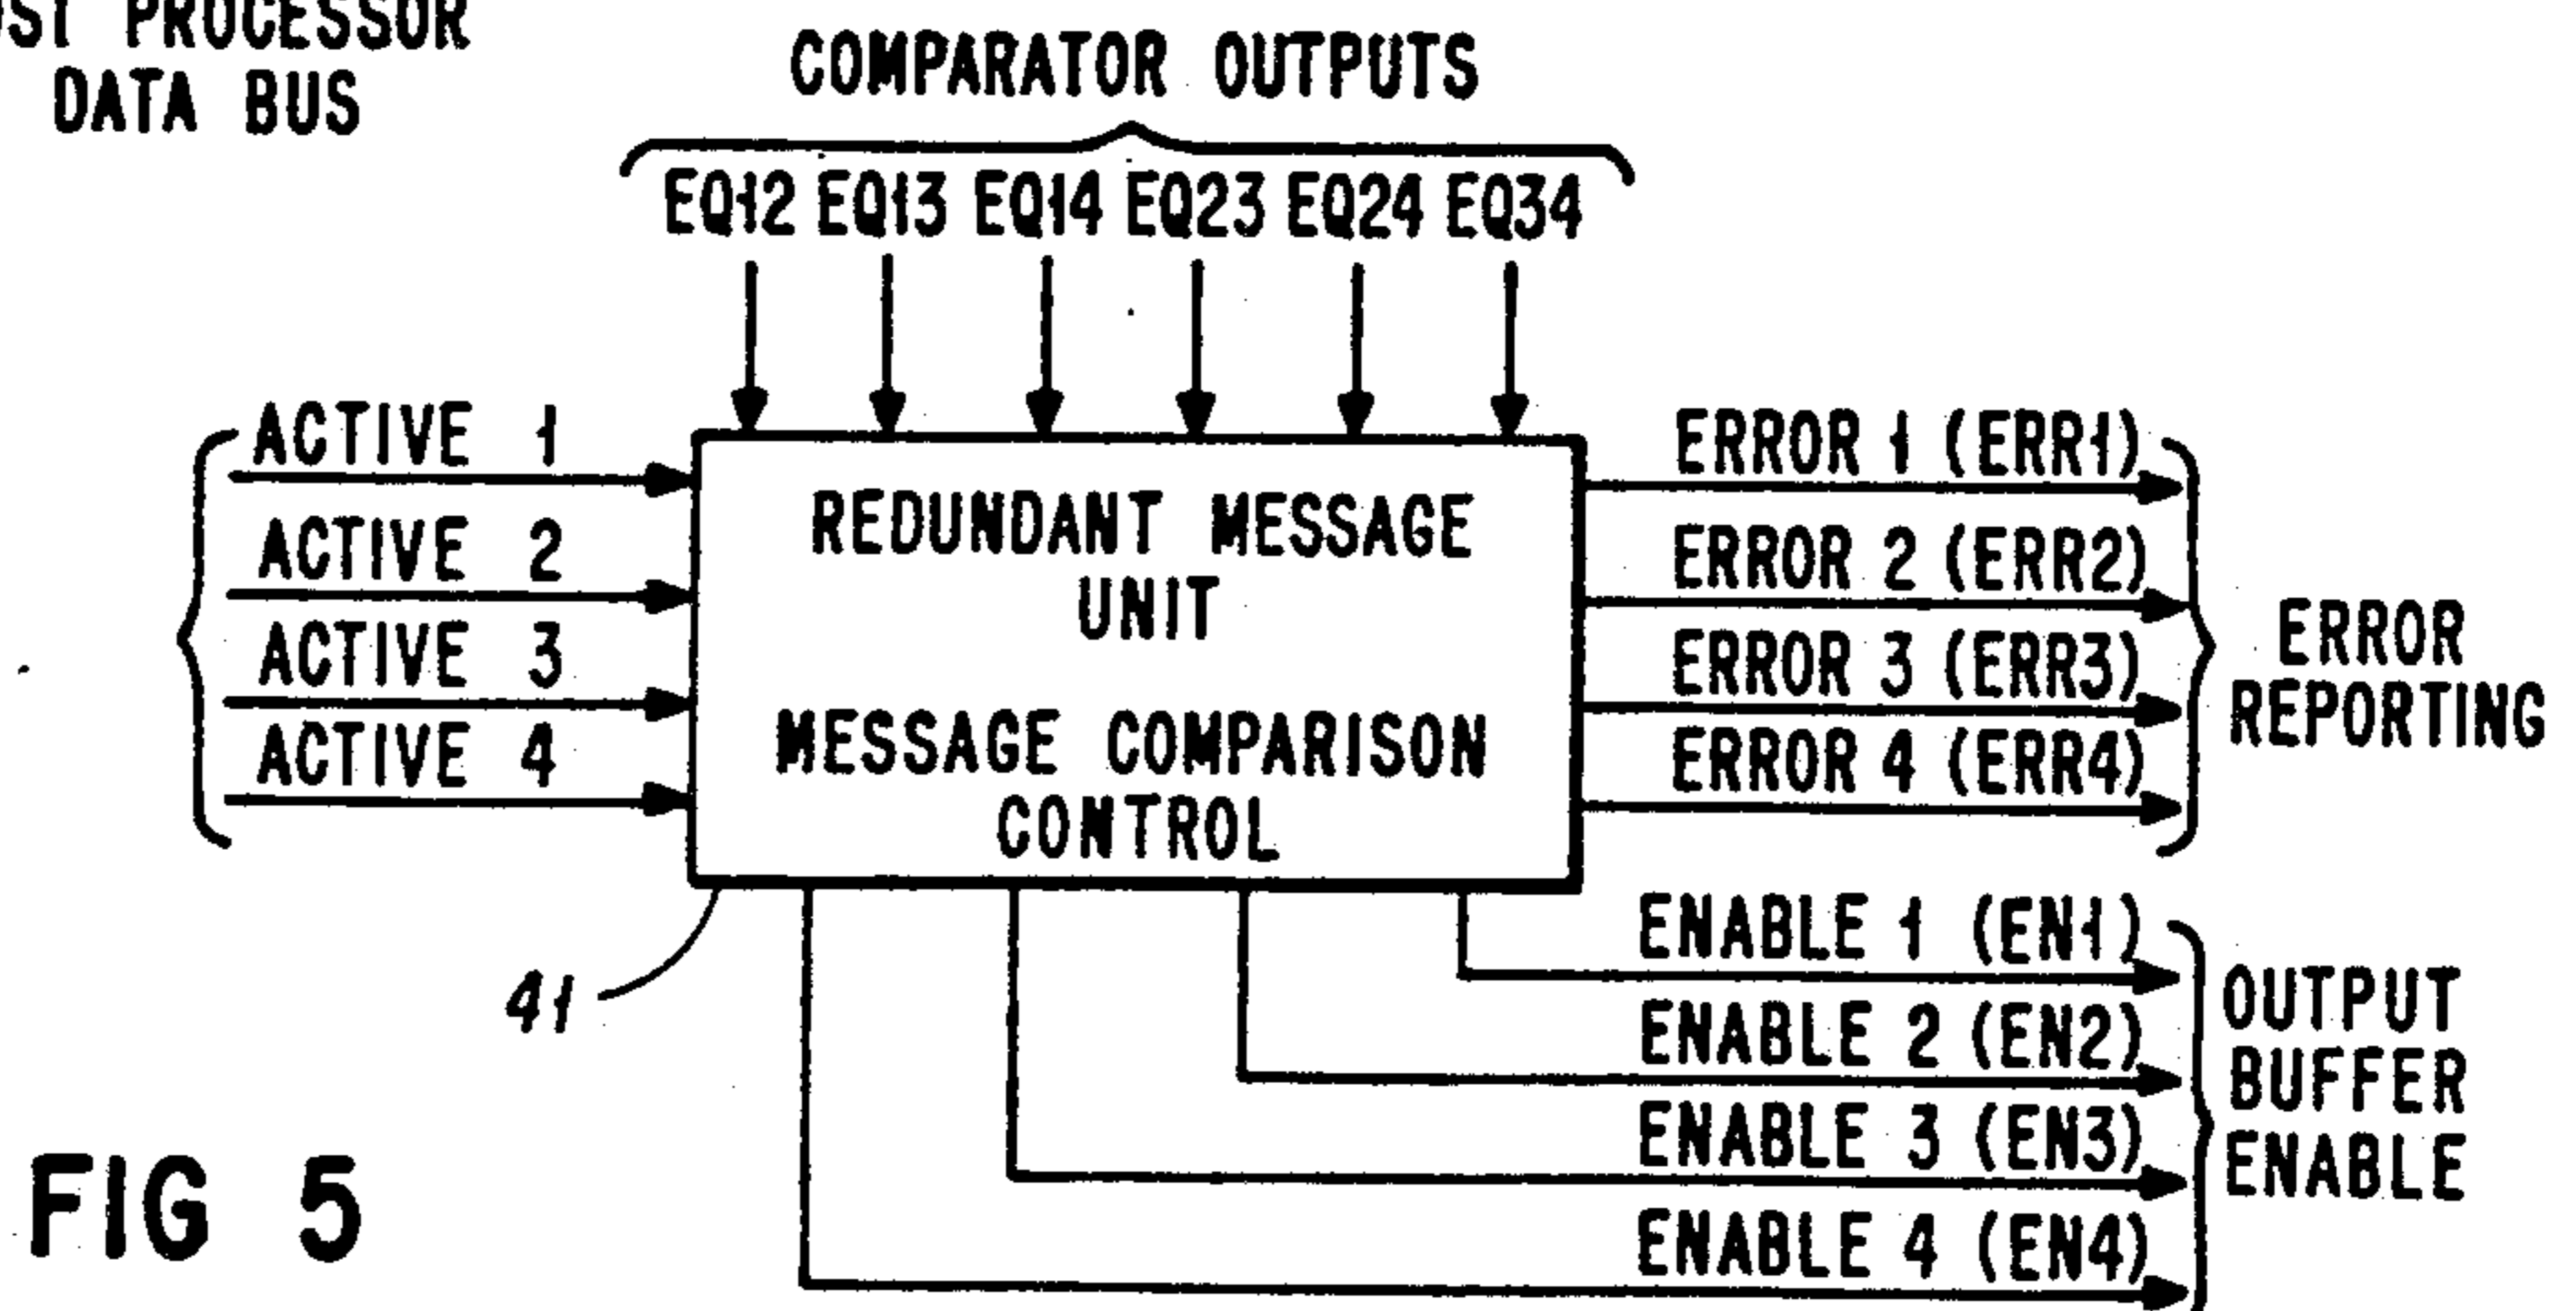 PROCESSOR
DATA BUS
COMPARATOR OUTPUTS
EQ12 EQ13 EQ14 EQ23 EQ24 EQ34
ACTIVE 1
ACTIVE 2
ACTIVE 3
ACTIVE 4
REDUNDANT MESSAGE
UNIT
MESSAGE COMPARISON
CONTROL
ERROR 1 (ERR1)
ERROR 2 (ERR2)
ERROR 3 (ERR3)
ERROR 4 (ERR4)
ERROR
REPORTING
41
ENABLE 1 (EN1)
ENABLE 2 (EN2)
ENABLE 3 (EN3)
ENABLE 4 (EN4)
OUTPUT
BUFFER
ENABLE
FIG 5